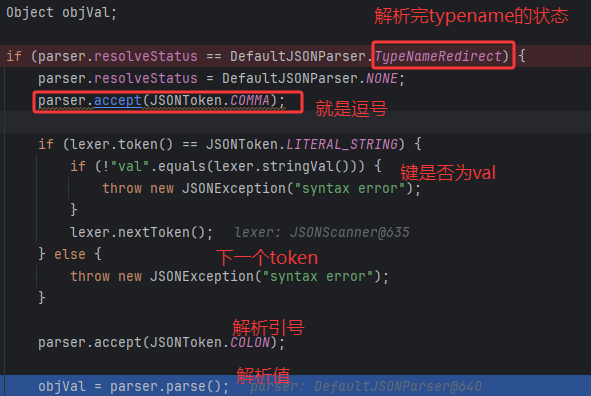 Object objVal;
解析完typename的状态
if (parser.resolveStatus == DefaultJSONParser.TypeNameRedirect) {
parser.resolveStatus = DefaultJSONParser.NONE;
parser.accept(JSONToken.COMMA);
就是逗号
if (lexer.token() == JSONToken.LITERAL_STRING) {
if (!"val".equals(lexer.stringVal())) {
键是否为val
throw new JSONException("syntax error");
}
lexer.nextToken(); lexer: JSONScanner@635
} else {
下一个token
throw new JSONException("syntax error");
}
解析引号
parser.accept(JSONToken.COLON);
解析值
objVal = parser.parse(); parser: DefaultJSONParser@640